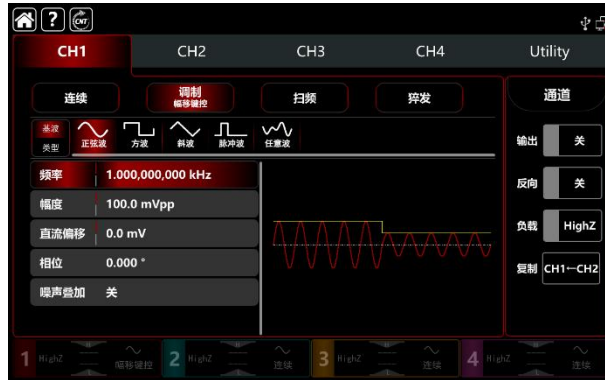 ? CNT
CH1 CH2 CH3 CH4 Utility
连续 调制 扫频 猝发 通道
幅移键控
基波
类型 正弦波 方波 斜波 脉冲波 任意波
输出 关
频率 1.000,000,000 kHz
反向 关
幅度 100.0 mVpp
直流偏移 0.0 mV
负载 HighZ
相位 0.000 °
复制 CH1←CH2
噪声叠加 关
1 HighZ 幅移键控 2 HighZ 连续 3 HighZ 连续 4 HighZ 连续